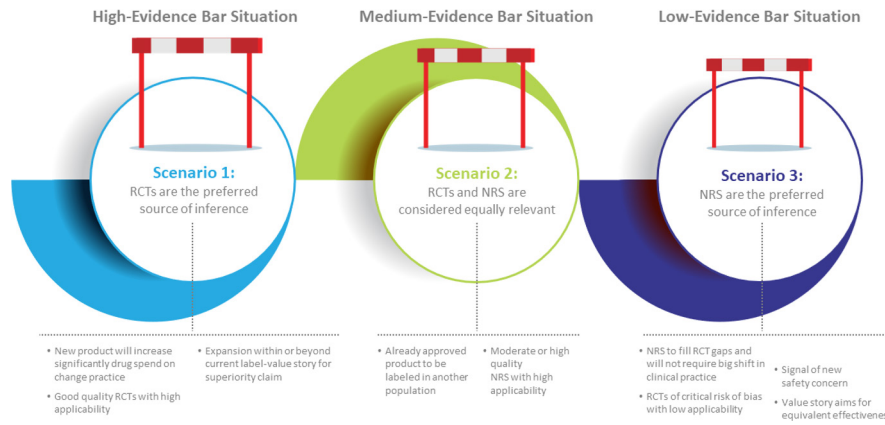 High-Evidence Bar Situation
Medium-Evidence Bar Situation
Low-Evidence Bar Situation
Scenario 1:
RCTs are the preferred
source of inference
Scenario 2:
RCTs and NRS are
considered equally relevant
Scenario 3:
NRS are the preferred
source of inference
• New product will increase
significantly drug spend on
change practice
• Good quality RCTs with high
applicability
• Expansion within or beyond
current label-value story for
superiority claim
• Already approved
product to be
labeled in another
population
• Moderate or high
quality
NRS with high
applicability
• NRS to fill RCT gaps and
will not require big shift in
clinical practice
• RCTs of critical risk of bias
with low applicability
• Signal of new
safety concern
• Value story aims for
equivalent effectivenes